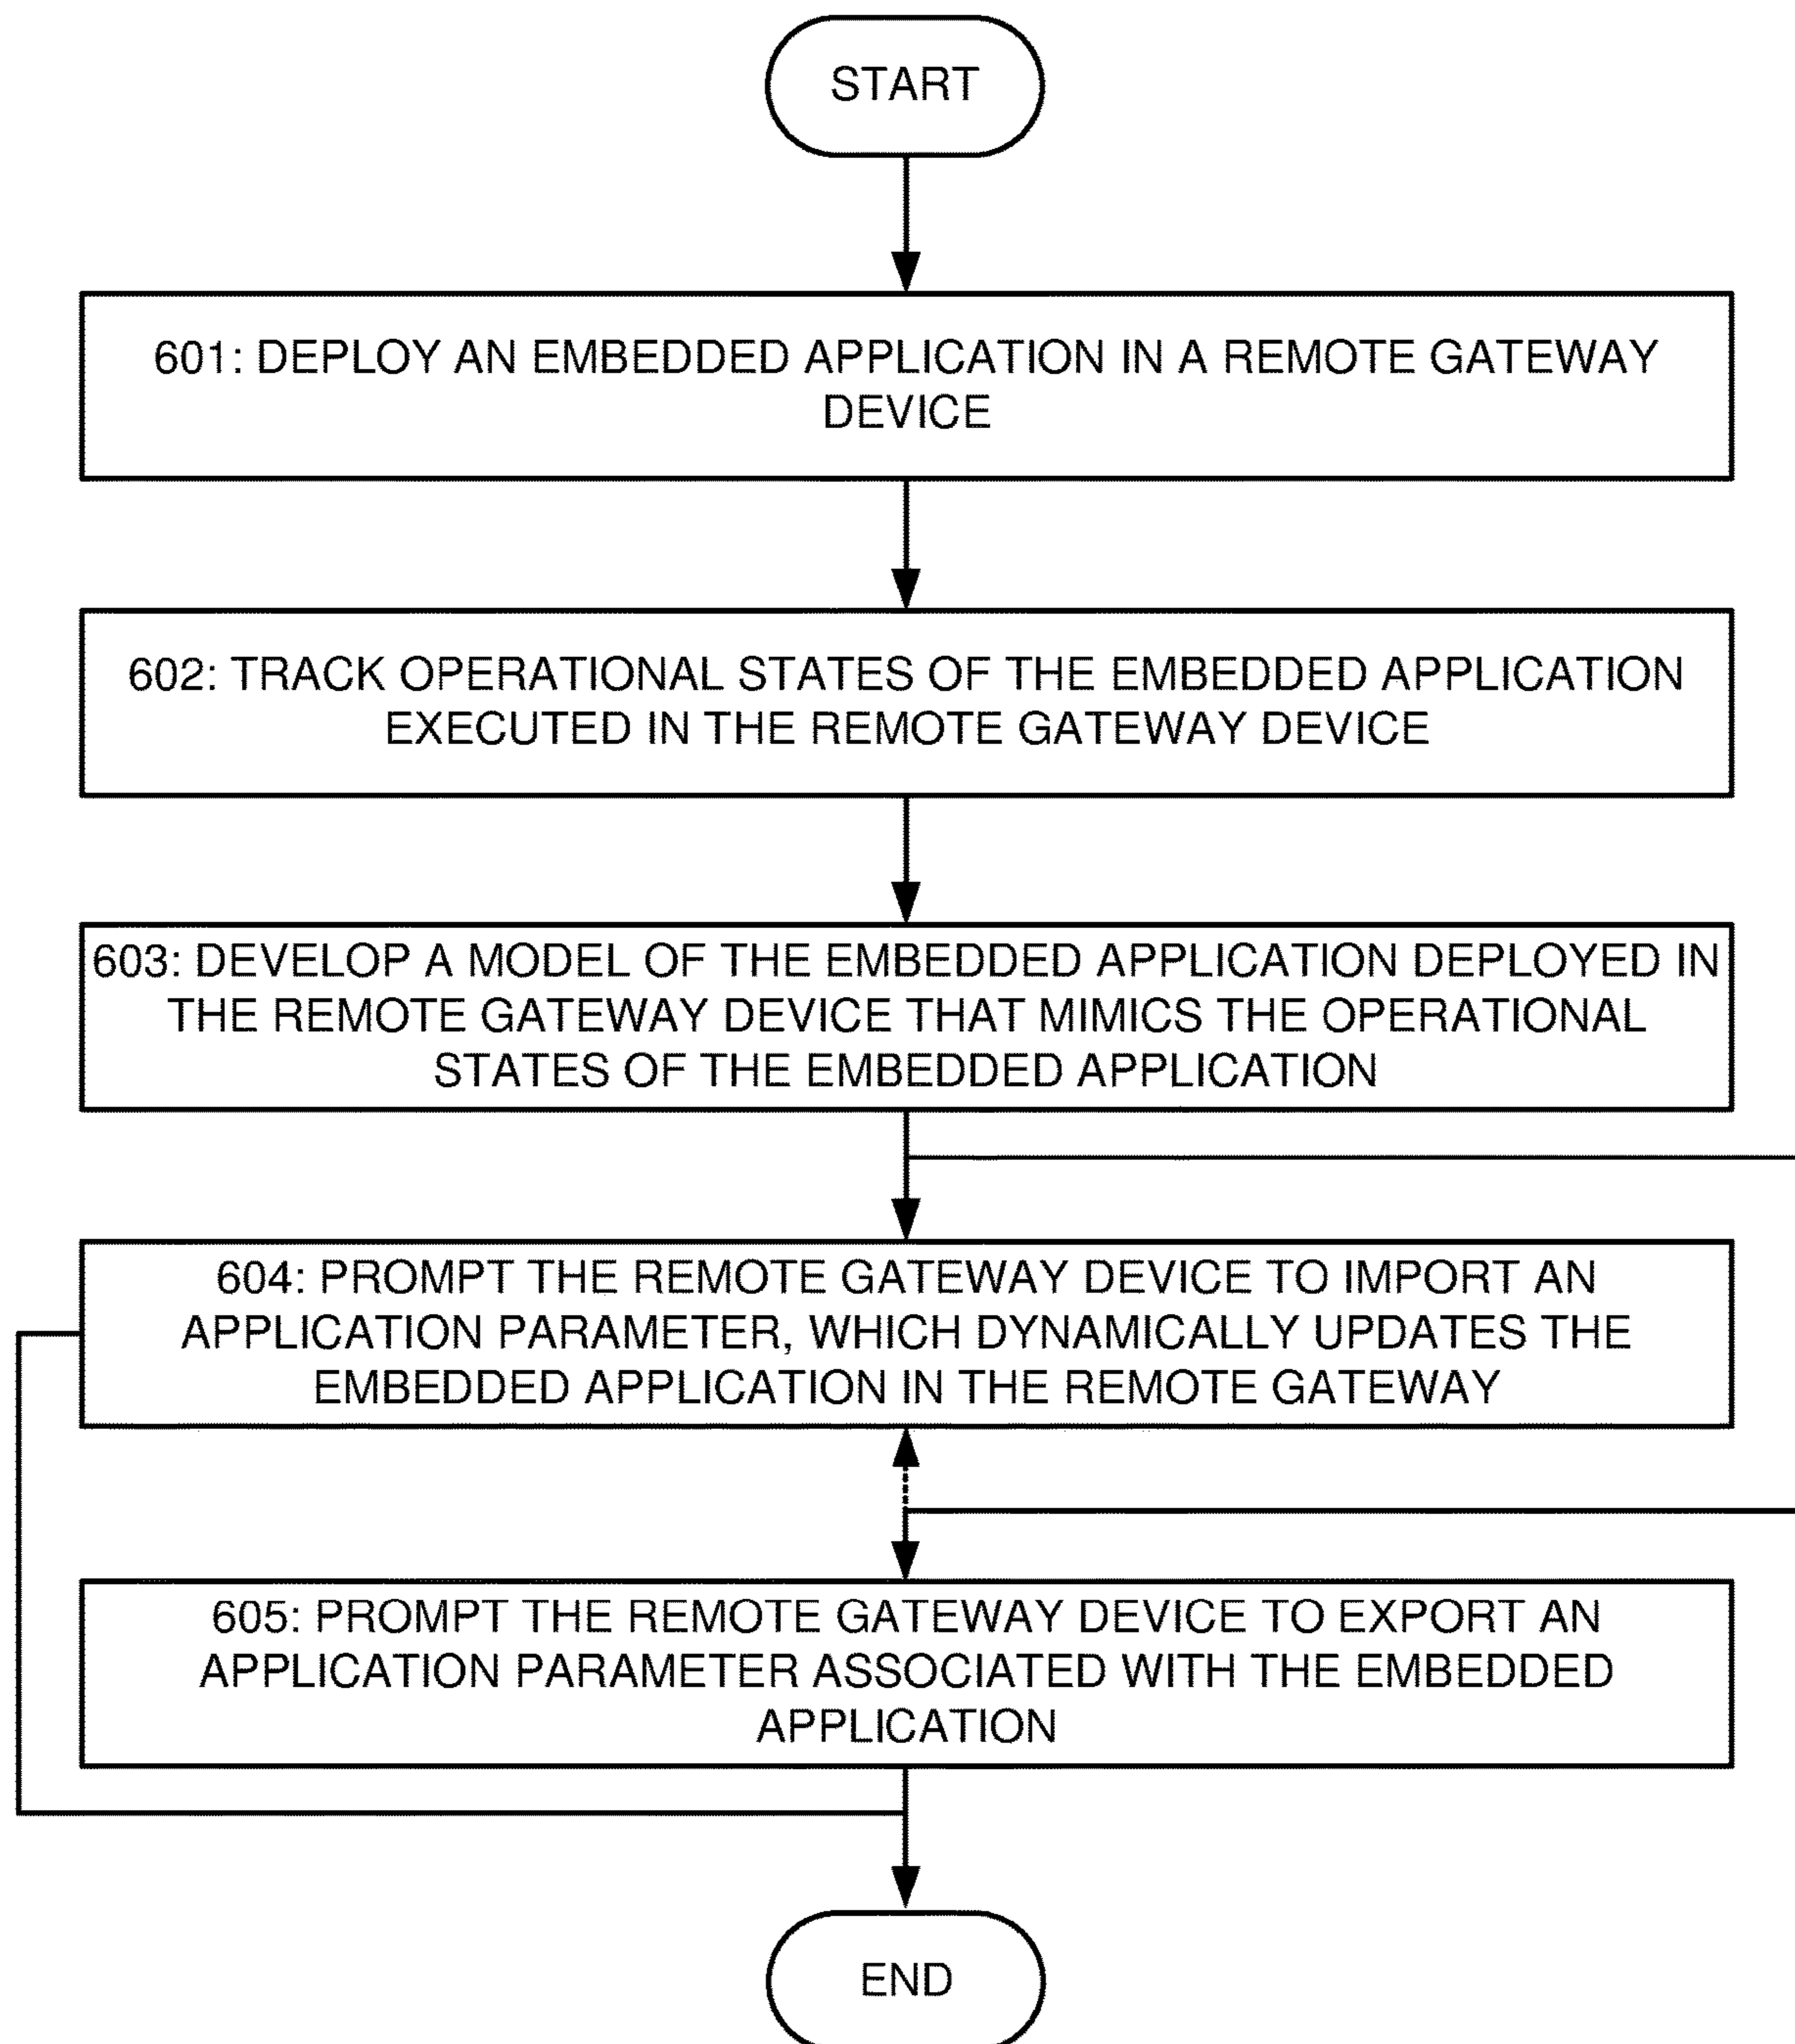 START
601: DEPLOY AN EMBEDDED APPLICATION IN A REMOTE GATEWAY
DEVICE
602: TRACK OPERATIONAL STATES OF THE EMBEDDED APPLICATION
EXECUTED IN THE REMOTE GATEWAY DEVICE
603: DEVELOP A MODEL OF THE EMBEDDED APPLICATION DEPLOYED IN
THE REMOTE GATEWAY DEVICE THAT MIMICS THE OPERATIONAL
STATES OF THE EMBEDDED APPLICATION
604: PROMPT THE REMOTE GATEWAY DEVICE TO IMPORT AN
APPLICATION PARAMETER, WHICH DYNAMICALLY UPDATES THE
EMBEDDED APPLICATION IN THE REMOTE GATEWAY
605: PROMPT THE REMOTE GATEWAY DEVICE TO EXPORT AN
APPLICATION PARAMETER ASSOCIATED WITH THE EMBEDDED
APPLICATION
END